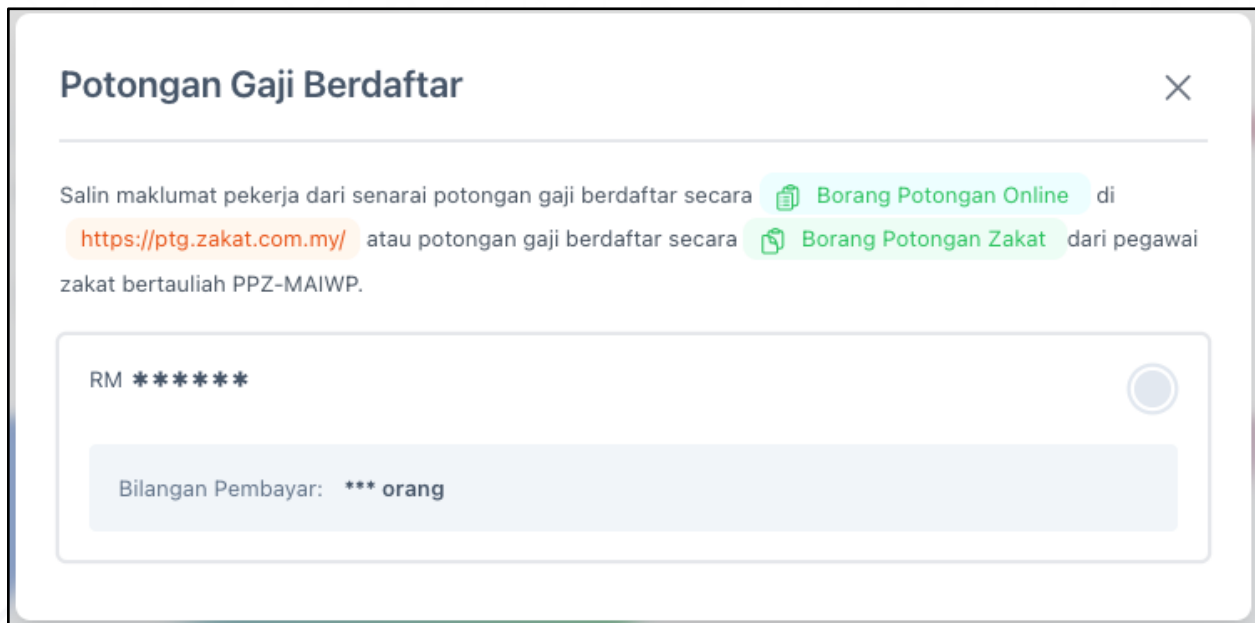 Potongan Gaji Berdaftar
Salin maklumat pekerja dari senarai potongan gaji berdaftar secara Borang Potongan Online di
https://ptg.zakat.com.my/ atau potongan gaji berdaftar secara Borang Potongan Zakat dari pegawai
zakat bertauliah PPZ-MAIWP.
RM ******
Bilangan Pembayar: *** orang